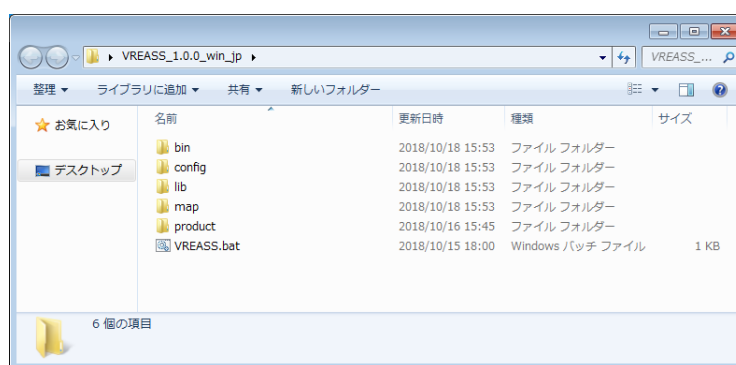 VREASS_1.0.0_win_jp
VREASS_...
整理 ライブラリに追加 共有 新しいフォルダー
お気に入り
デスクトップ
名前 更新日時 種類 サイズ
bin 2018/10/18 15:53 ファイル フォルダー
config 2018/10/18 15:53 ファイル フォルダー
lib 2018/10/18 15:53 ファイル フォルダー
map 2018/10/18 15:53 ファイル フォルダー
product 2018/10/16 15:45 ファイル フォルダー
VREASS.bat 2018/10/15 18:00 Windows バッチ ファイル 1 KB
6 個の項目